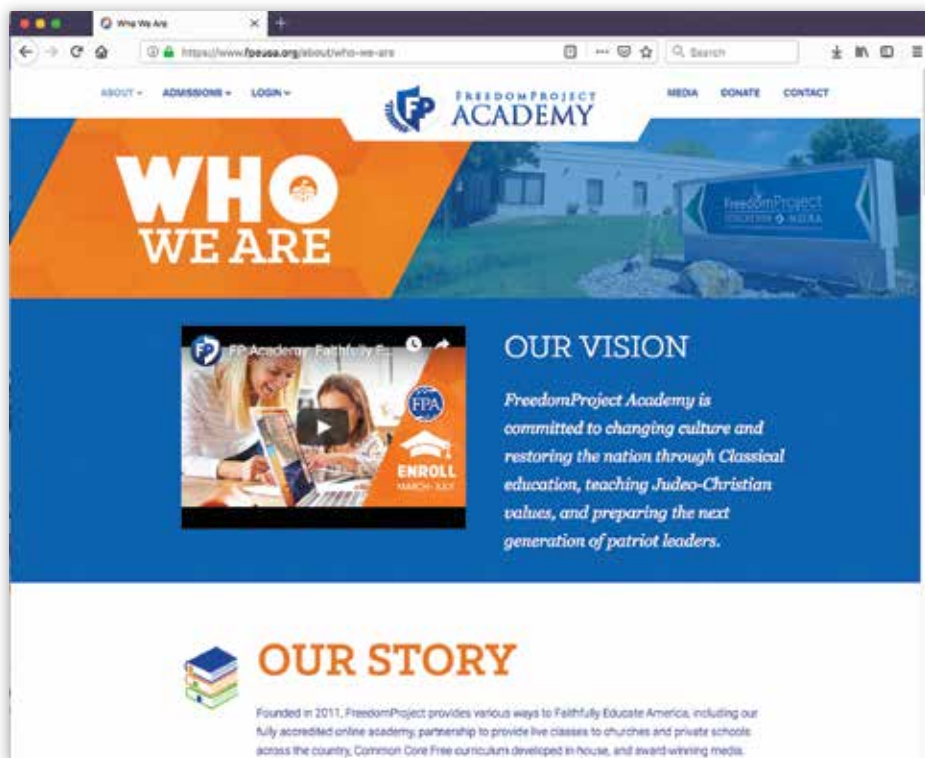 Who We Are
https://www.fpeusa.org/about/who-we-are
Search
ABOUT
ADMISSIONS
LOGIN
FP
FREEDOMPROJECT
ACADEMY
MEDIA
DONATE
CONTACT
WHO
WE ARE
FreedomProject
EDUCATION MEDIA
FP
FP Academy: Faithfully E...
FPA
ENROLL
MARCH-JULY
OUR VISION
FreedomProject Academy is
committed to changing culture and
restoring the nation through Classical
education, teaching Judeo-Christian
values, and preparing the next
generation of patriot leaders.
OUR STORY
Founded in 2011, FreedomProject provides various ways to Faithfully Educate America, including our
fully accredited online academy, partnership to provide live classes to churches and private schools
across the country, Common Core Free curriculum developed in house, and award-winning media.